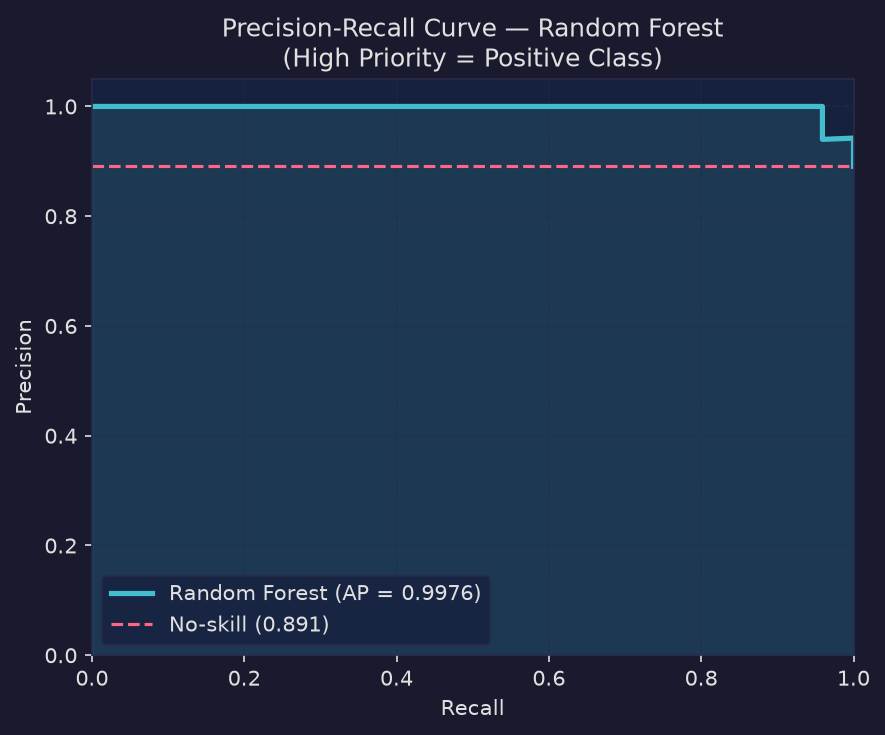 Precision-Recall Curve — Random Forest
(High Priority = Positive Class)
1.0
0.8
0.6
0.4
0.2
0.0
Precision
Random Forest (AP = 0.9976)
No-skill (0.891)
0.0 0.2 0.4 0.6 0.8 1.0
Recall